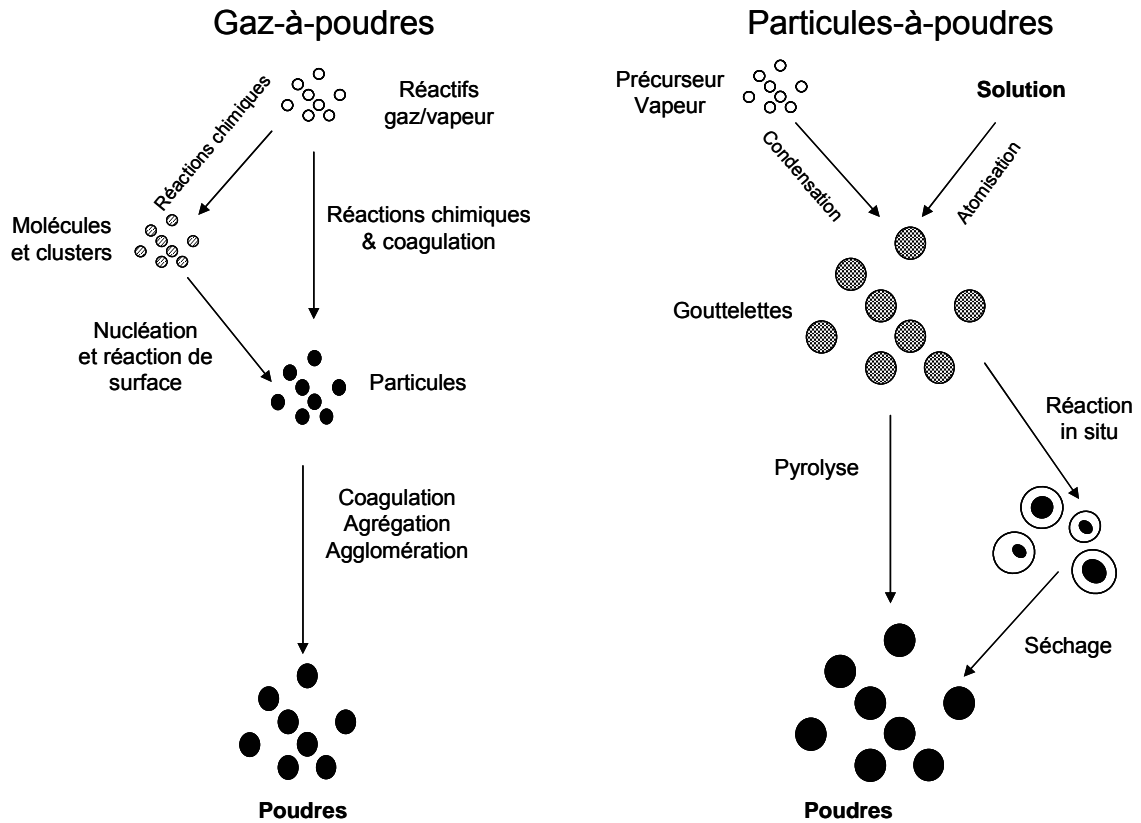 Gaz-à-poudres
Réactifs
gaz/vapeur
Réactions chimiques
Molécules
et clusters
Réactions chimiques
& coagulation
Nucléation
et réaction de
surface
Particules
Coagulation
Agrégation
Agglomération
Poudres
Particules-à-poudres
Précurseur
Vapeur
Solution
Condensation
Atomisation
Gouttelettes
Réaction
in situ
Pyrolyse
Séchage
Poudres